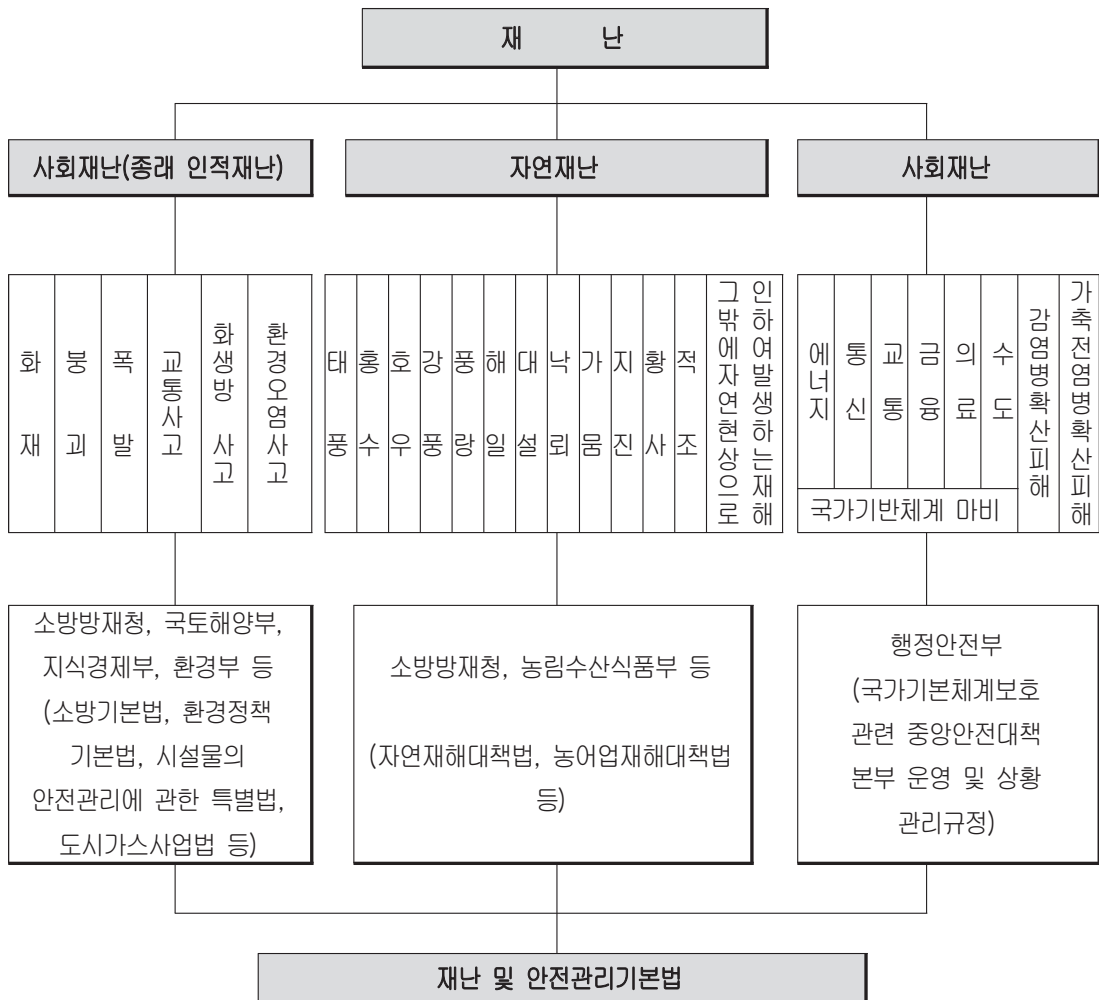 재 난
사회재난(종래 인적재난)
자연재난
사회재난
화재
붕괴
폭발
교통사고
화생방 사고
환경오염사고
태풍
홍수
호우
강풍
풍랑
해일
대설
낙뢰
가뭄
지진
황사
적조
그밖에자연현상으로
인하여발생하는재해
에너지
통신
교통
금융
의료
수도
국가기반체계 마비
감염병확산피해
가축전염병확산피해
소방방재청, 국토해양부,
지식경제부, 환경부 등
(소방기본법, 환경정책
기본법, 시설물의
안전관리에 관한 특별법,
도시가스사업법 등)
소방방재청, 농림수산식품부 등
(자연재해대책법, 농어업재해대책법
등)
행정안전부
(국가기본체계보호
관련 중앙안전대책
본부 운영 및 상황
관리규정)
재난 및 안전관리기본법